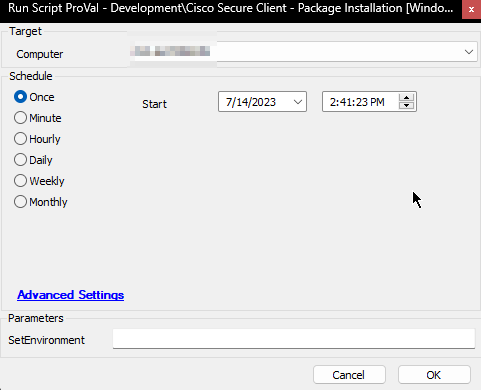 Run Script ProVal - Development\Cisco Secure Client - Package Installation [Windo...
Target
Computer
Schedule
Once
Start
7/14/2023
2:41:23 PM
Minute
Hourly
Daily
Weekly
Monthly
Advanced Settings
Parameters
SetEnvironment
Cancel
OK